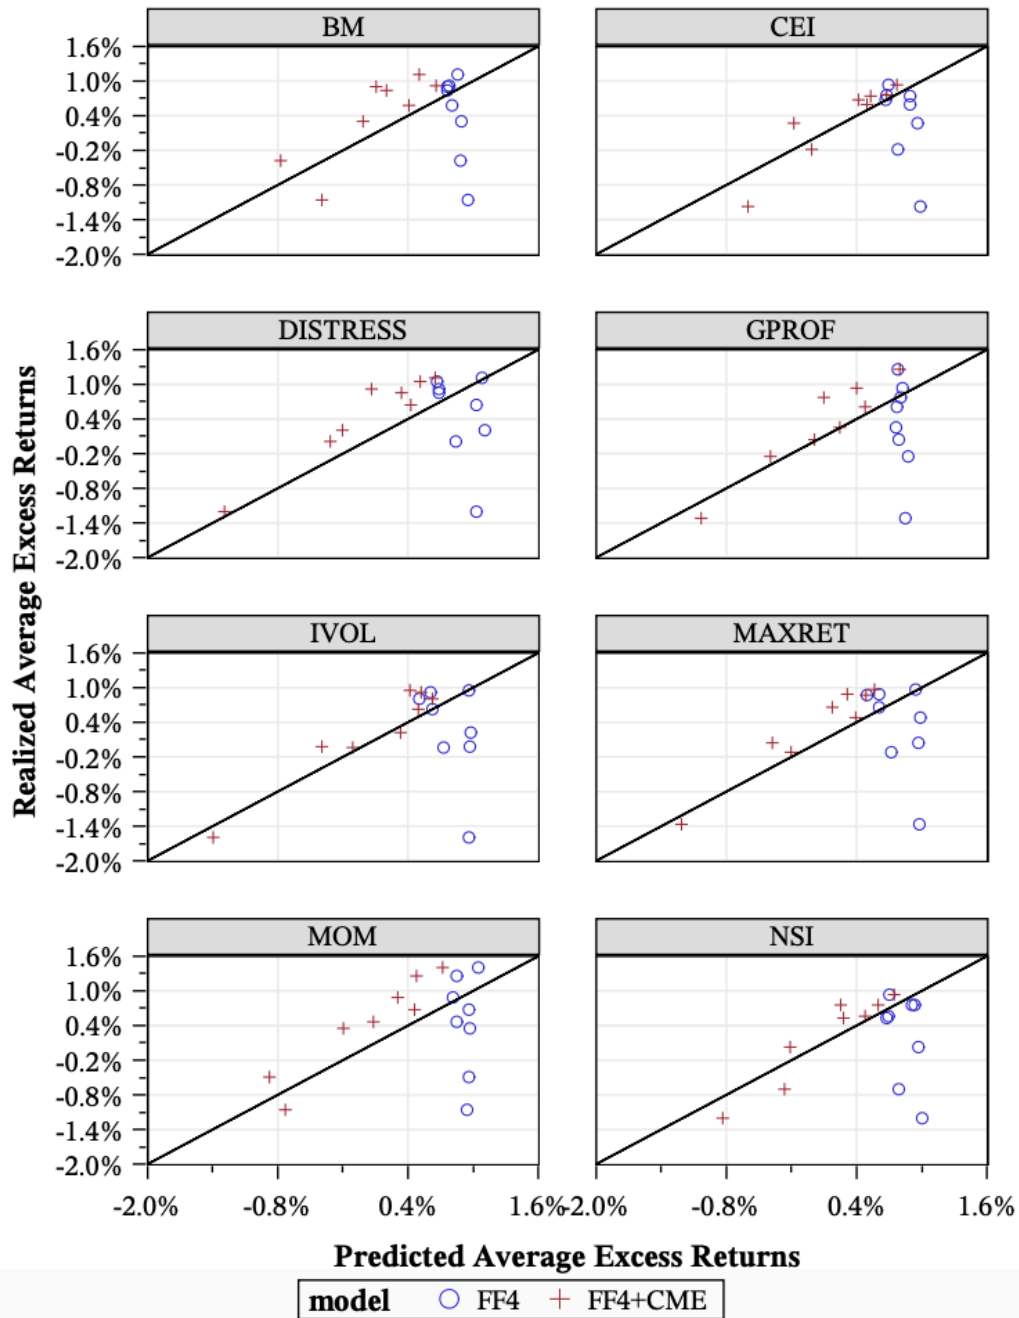 BM
CEI
1.6%
1.0%
0.4%
-0.2%
-0.8%
-1.4%
-2.0%
DISTRESS
GPROF
1.6%
1.0%
0.4%
-0.2%
-0.8%
-1.4%
-2.0%
Realized Average Excess Returns
IVOL
MAXRET
1.6%
1.0%
0.4%
-0.2%
-0.8%
-1.4%
-2.0%
MOM
NSI
1.6%
1.0%
0.4%
-0.2%
-0.8%
-1.4%
-2.0%
-2.0% -0.8% 0.4% 1.6% -2.0% -0.8% 0.4% 1.6%
Predicted Average Excess Returns
model FF4 FF4+CME